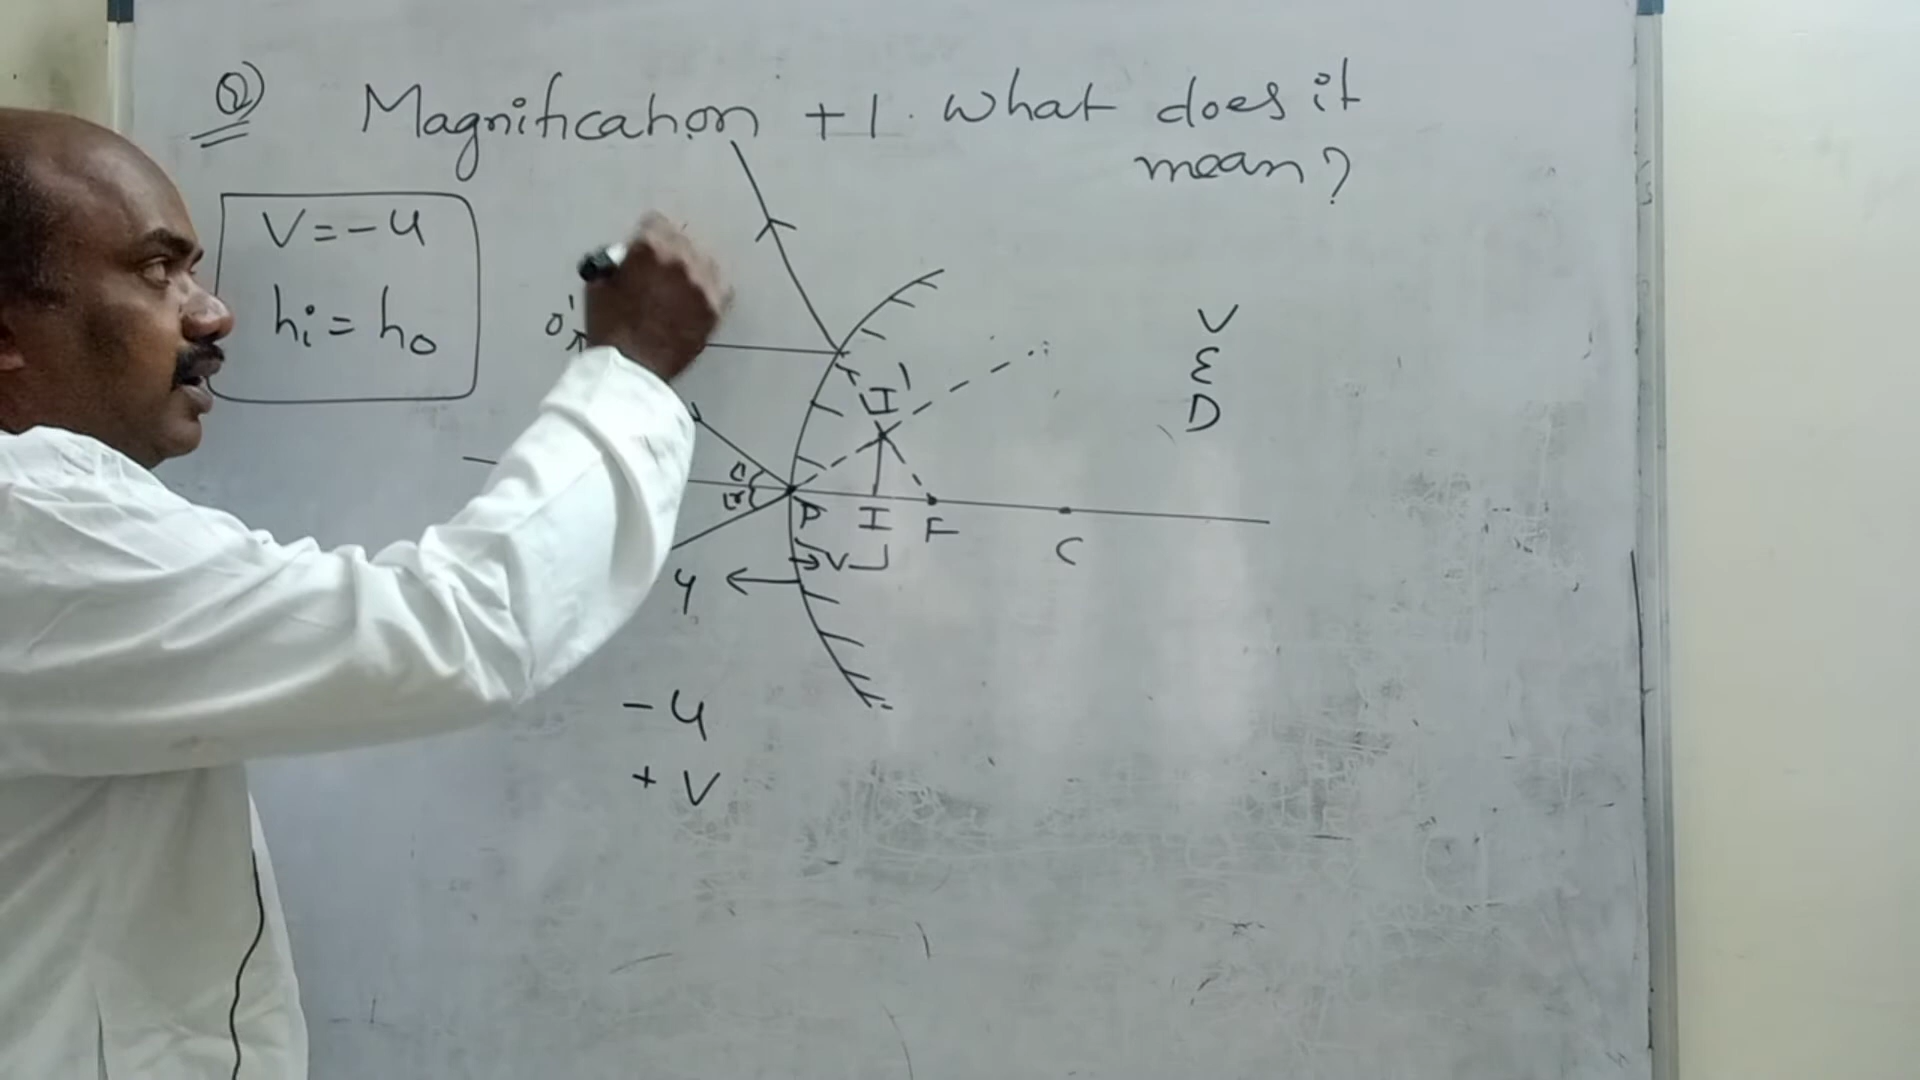 Q) Magnification +1. What does it
mean?
V = -u
hi = ho
O'
I'
V
E
D
i
r
P I F
C
V
u
- u
+ V